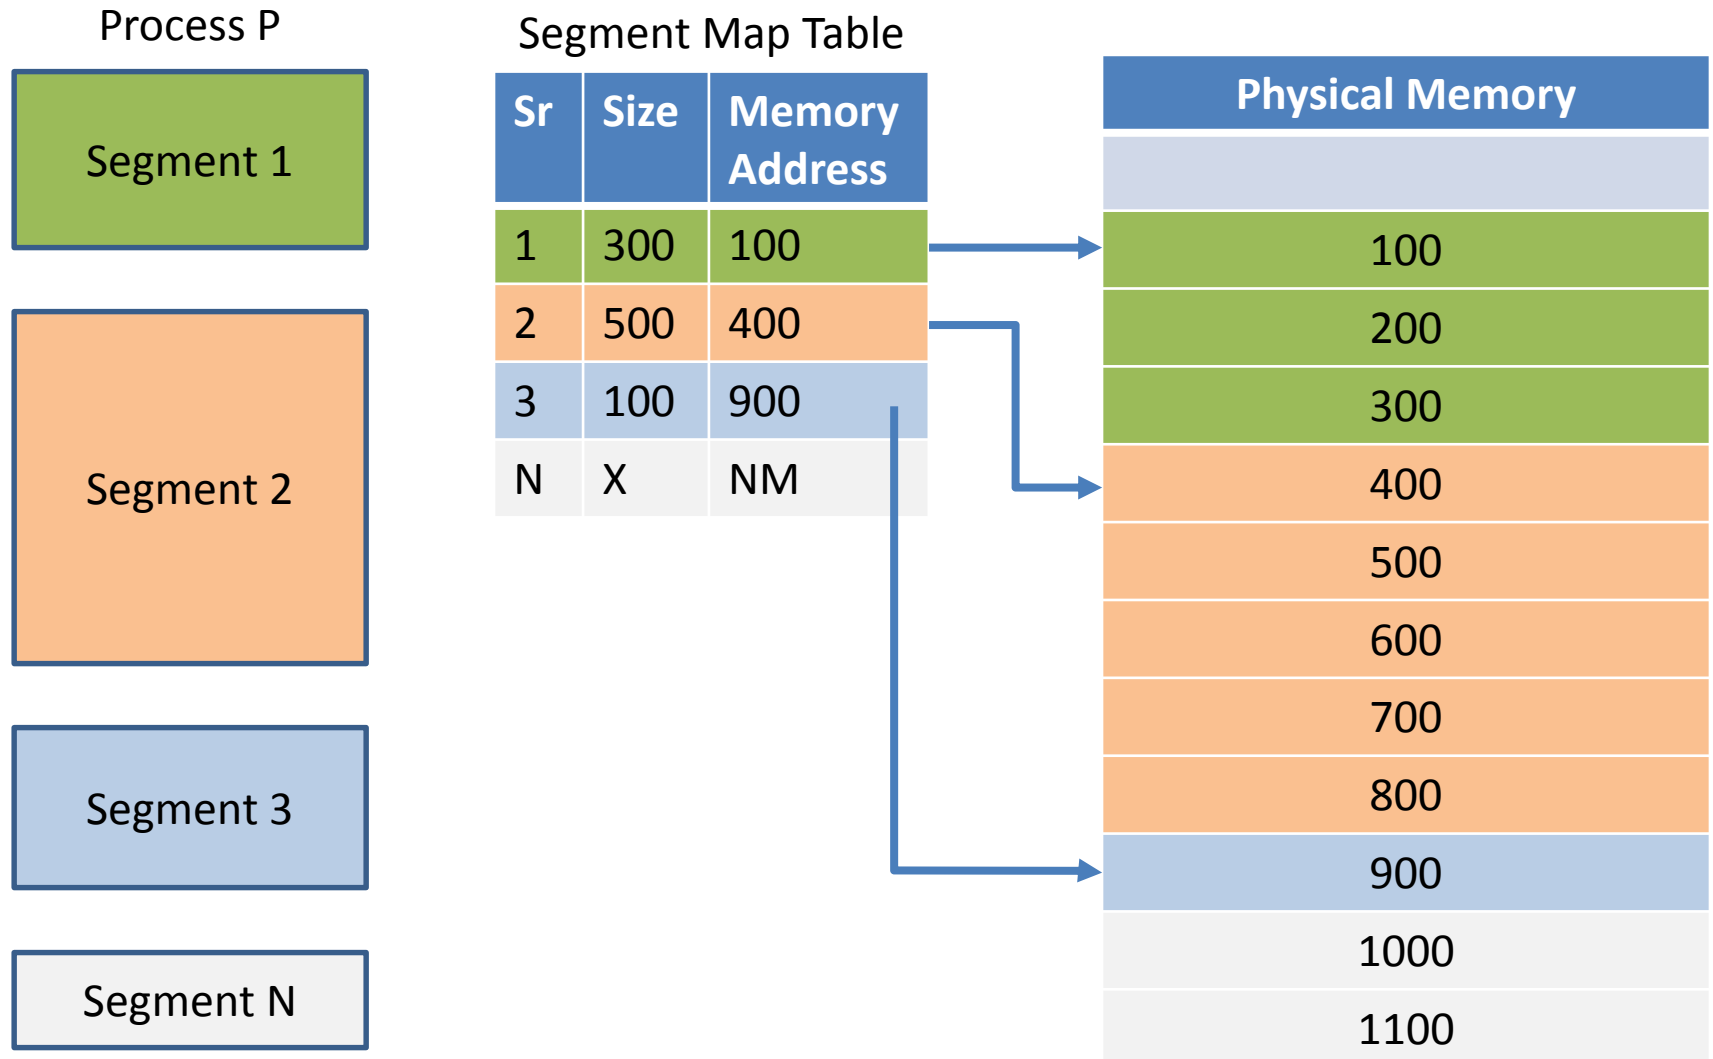 Process P
Segment 1
Segment 2
Segment 3
Segment N
Segment Map Table
Sr Size Memory
Address
1 300 100
2 500 400
3 100 900
N X NM
Physical Memory
100
200
300
400
500
600
700
800
900
1000
1100